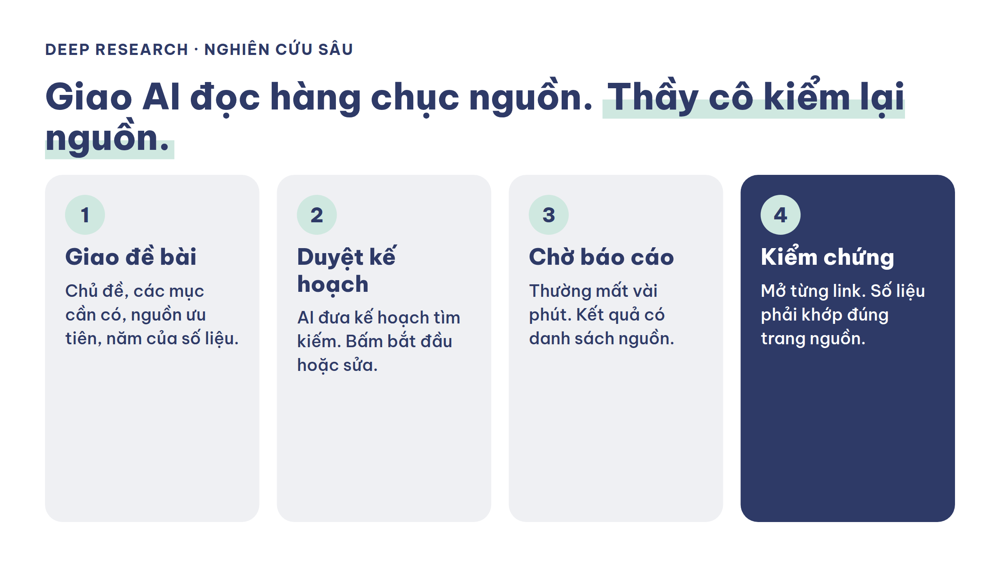 DEEP RESEARCH · NGHIÊN CỨU SÂU
Giao AI đọc hàng chục nguồn. Thầy cô kiểm lại
nguồn.
1
Giao đề bài
Chủ đề, các mục
cần có, nguồn ưu
tiên, năm của số liệu.
2
Duyệt kế
hoạch
AI đưa kế hoạch tìm
kiếm. Bấm bắt đầu
hoặc sửa.
3
Chờ báo cáo
Thường mất vài
phút. Kết quả có
danh sách nguồn.
4
Kiểm chứng
Mở từng link. Số liệu
phải khớp đúng
trang nguồn.